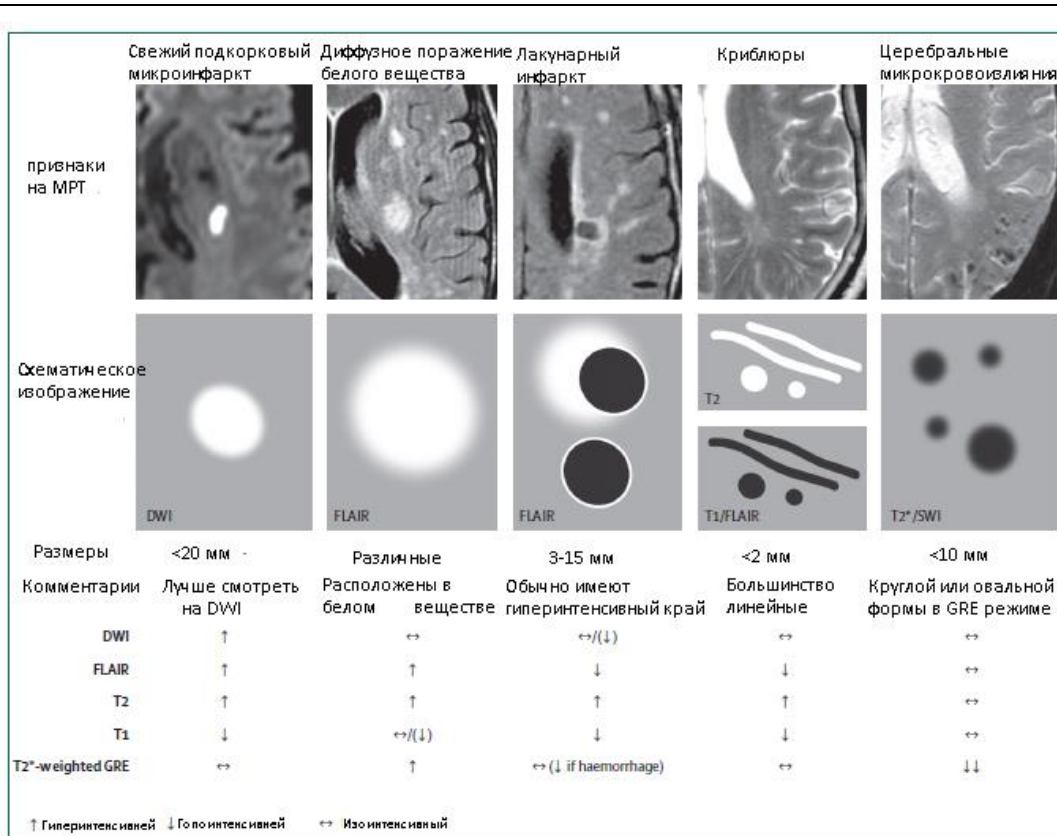 Свежий подкорковый
микроинфаркт
Диффузное поражение
белого вещества
Лакунарный
инфаркт
Криблюры
Церебральные
микрокровоизлияния
признаки
на МРТ
Схематическое
изображение
DWI
FLAIR
FLAIR
T2
T1/FLAIR
T2*/SWI
Размеры <20 мм - Различные 3-15 мм <2 мм <10 мм
Комментарии
Лучше смотреть
на DWI
Расположены в
белом веществе
Обычно имеют
гиперинтенсивный край
Большинство
линейные
Круглой или овальной
формы в GRE режиме
DWI ↑ ↔ ↔/(↓) ↔ ↔
FLAIR ↑ ↑ ↓ ↓ ↔
T2 ↑ ↑ ↑ ↑ ↔
T1 ↓ ↔/(↓) ↓ ↓ ↔
T2*-weighted GRE ↔ ↑ ↔(↓ if haemorrhage) ↔ ↓↓
↑ Гиперинтенсивней ↓ Гопоинтенсивней ↔ Изоинтенсивный